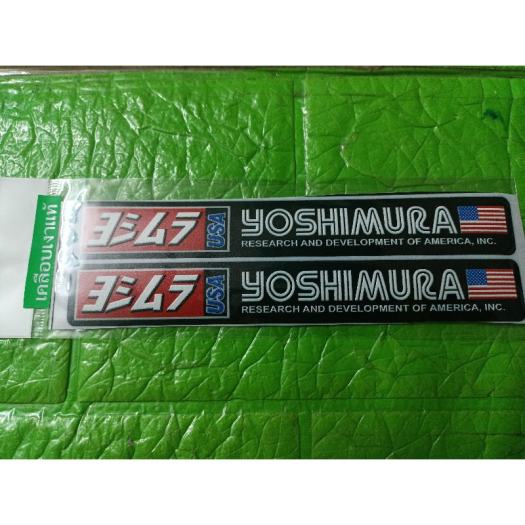 เคลือบเงาแท้
ヨシムラ USA YOSHIMURA
RESEARCH AND DEVELOPMENT OF AMERICA, INC.
ヨシムラ USA YOSHIMURA
RESEARCH AND DEVELOPMENT OF AMERICA, INC.